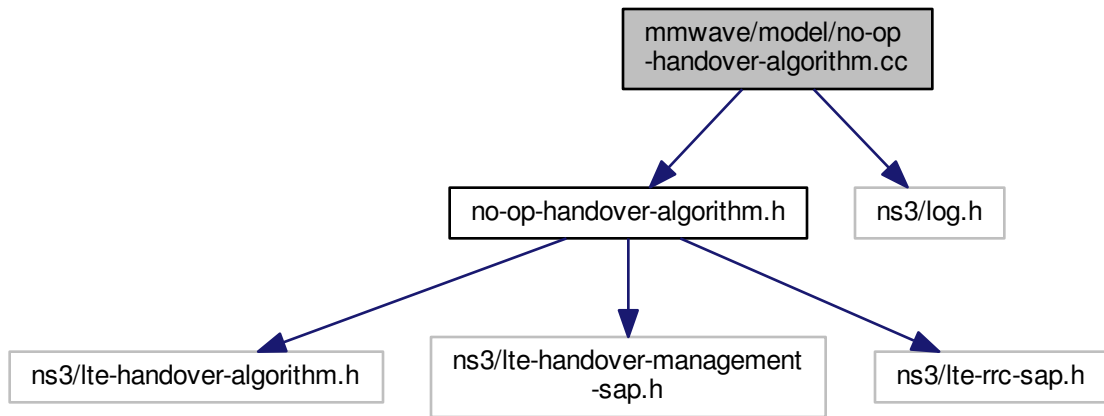 mmwave/model/no-op
-handover-algorithm.cc
no-op-handover-algorithm.h
ns3/log.h
ns3/lte-handover-algorithm.h
ns3/lte-handover-management
-sap.h
ns3/lte-rrc-sap.h